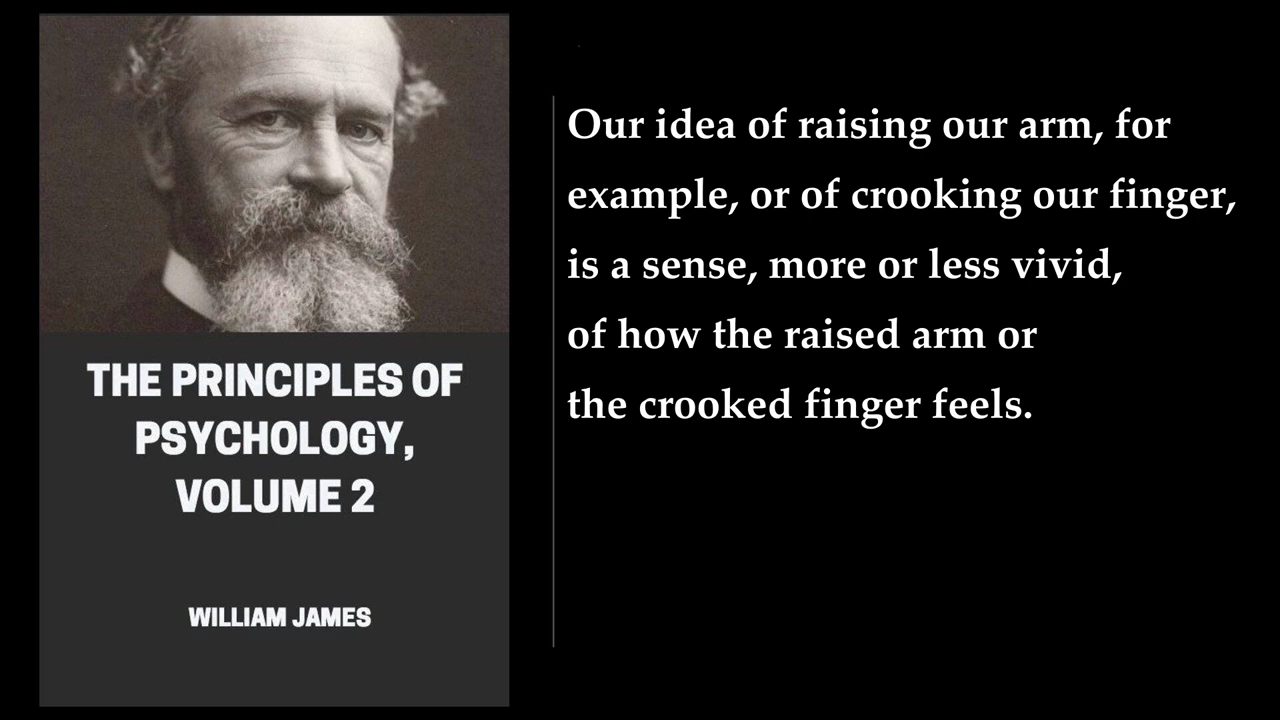 THE PRINCIPLES OF
PSYCHOLOGY,
VOLUME 2
WILLIAM JAMES
Our idea of raising our arm, for
example, or of crooking our finger,
is a sense, more or less vivid,
of how the raised arm or
the crooked finger feels.